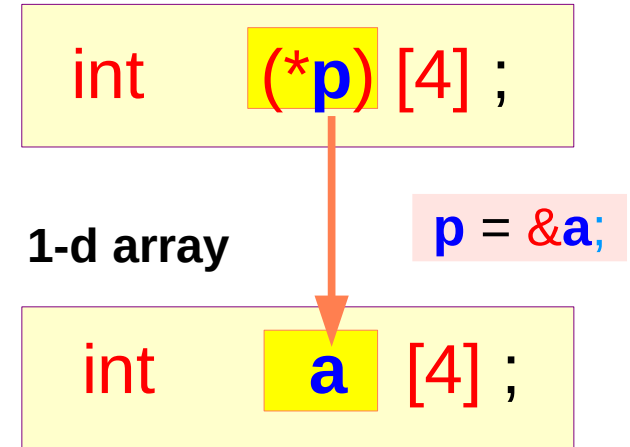 int (*p) [4] ;
p = &a;
1-d array
int a [4] ;